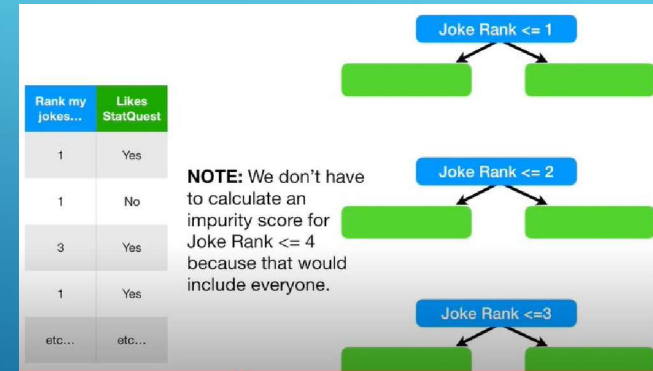 Joke Rank <= 1
Rank my jokes... Likes StatQuest
1 Yes
1 No
3 Yes
1 Yes
etc... etc...
NOTE: We don't have
to calculate an
impurity score for
Joke Rank <= 4
because that would
include everyone.
Joke Rank <= 2
Joke Rank <=3